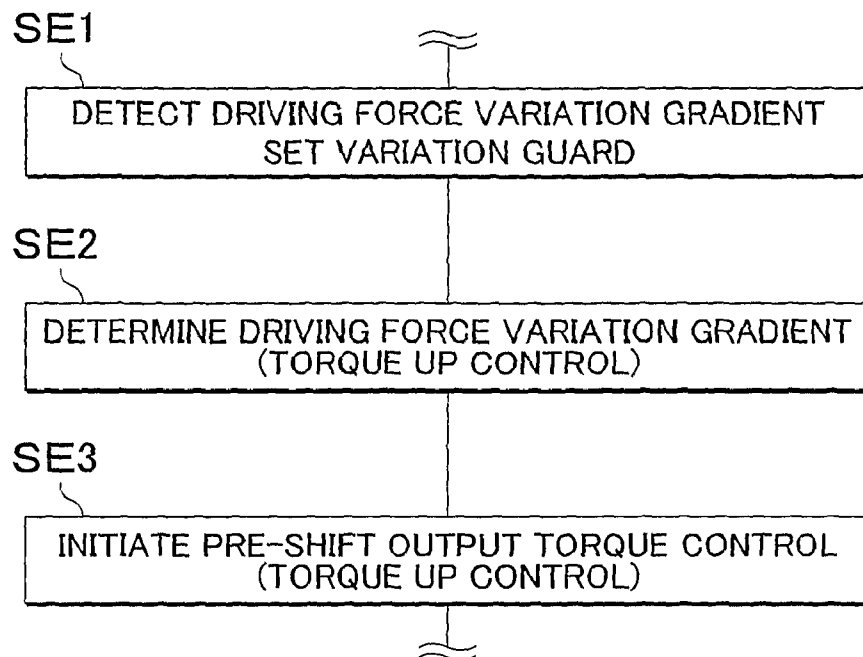 SE1
DETECT DRIVING FORCE VARIATION GRADIENT
SET VARIATION GUARD
SE2
DETERMINE DRIVING FORCE VARIATION GRADIENT
(TORQUE UP CONTROL)
SE3
INITIATE PRE-SHIFT OUTPUT TORQUE CONTROL
(TORQUE UP CONTROL)